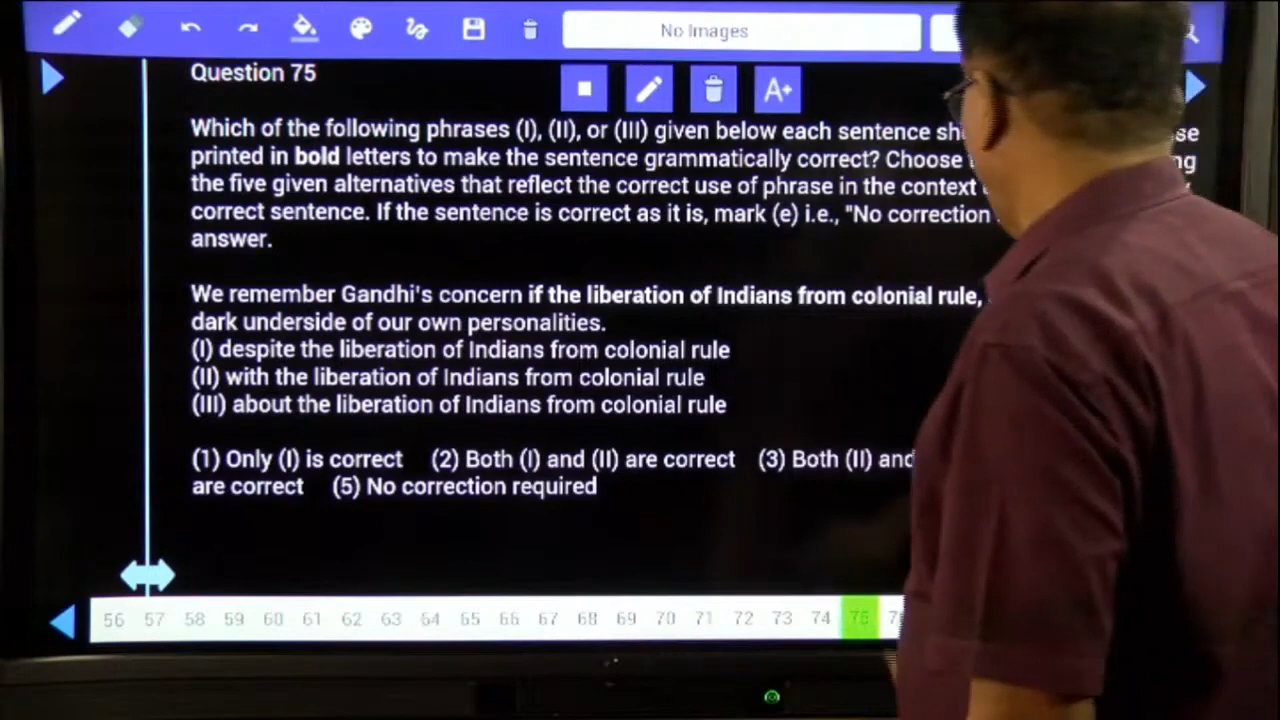 No Images
Question 75
A+
Which of the following phrases (I), (II), or (III) given below each sentence se
printed in bold letters to make the sentence grammatically correct? Choose
the five given alternatives that reflect the correct use of phrase in the context
correct sentence. If the sentence is correct as it is, mark (e) i.e., "No correction
answer.
We remember Gandhi's concern if the liberation of Indians from colonial rule,
dark underside of our own personalities.
(I) despite the liberation of Indians from colonial rule
(II) with the liberation of Indians from colonial rule
(III) about the liberation of Indians from colonial rule
(1) Only (I) is correct (2) Both (I) and (II) are correct (3) Both (II) and
are correct (5) No correction required
56 57 58 59 60 61 62 63 64 65 66 67 68 69 70 71 72 73 74 75